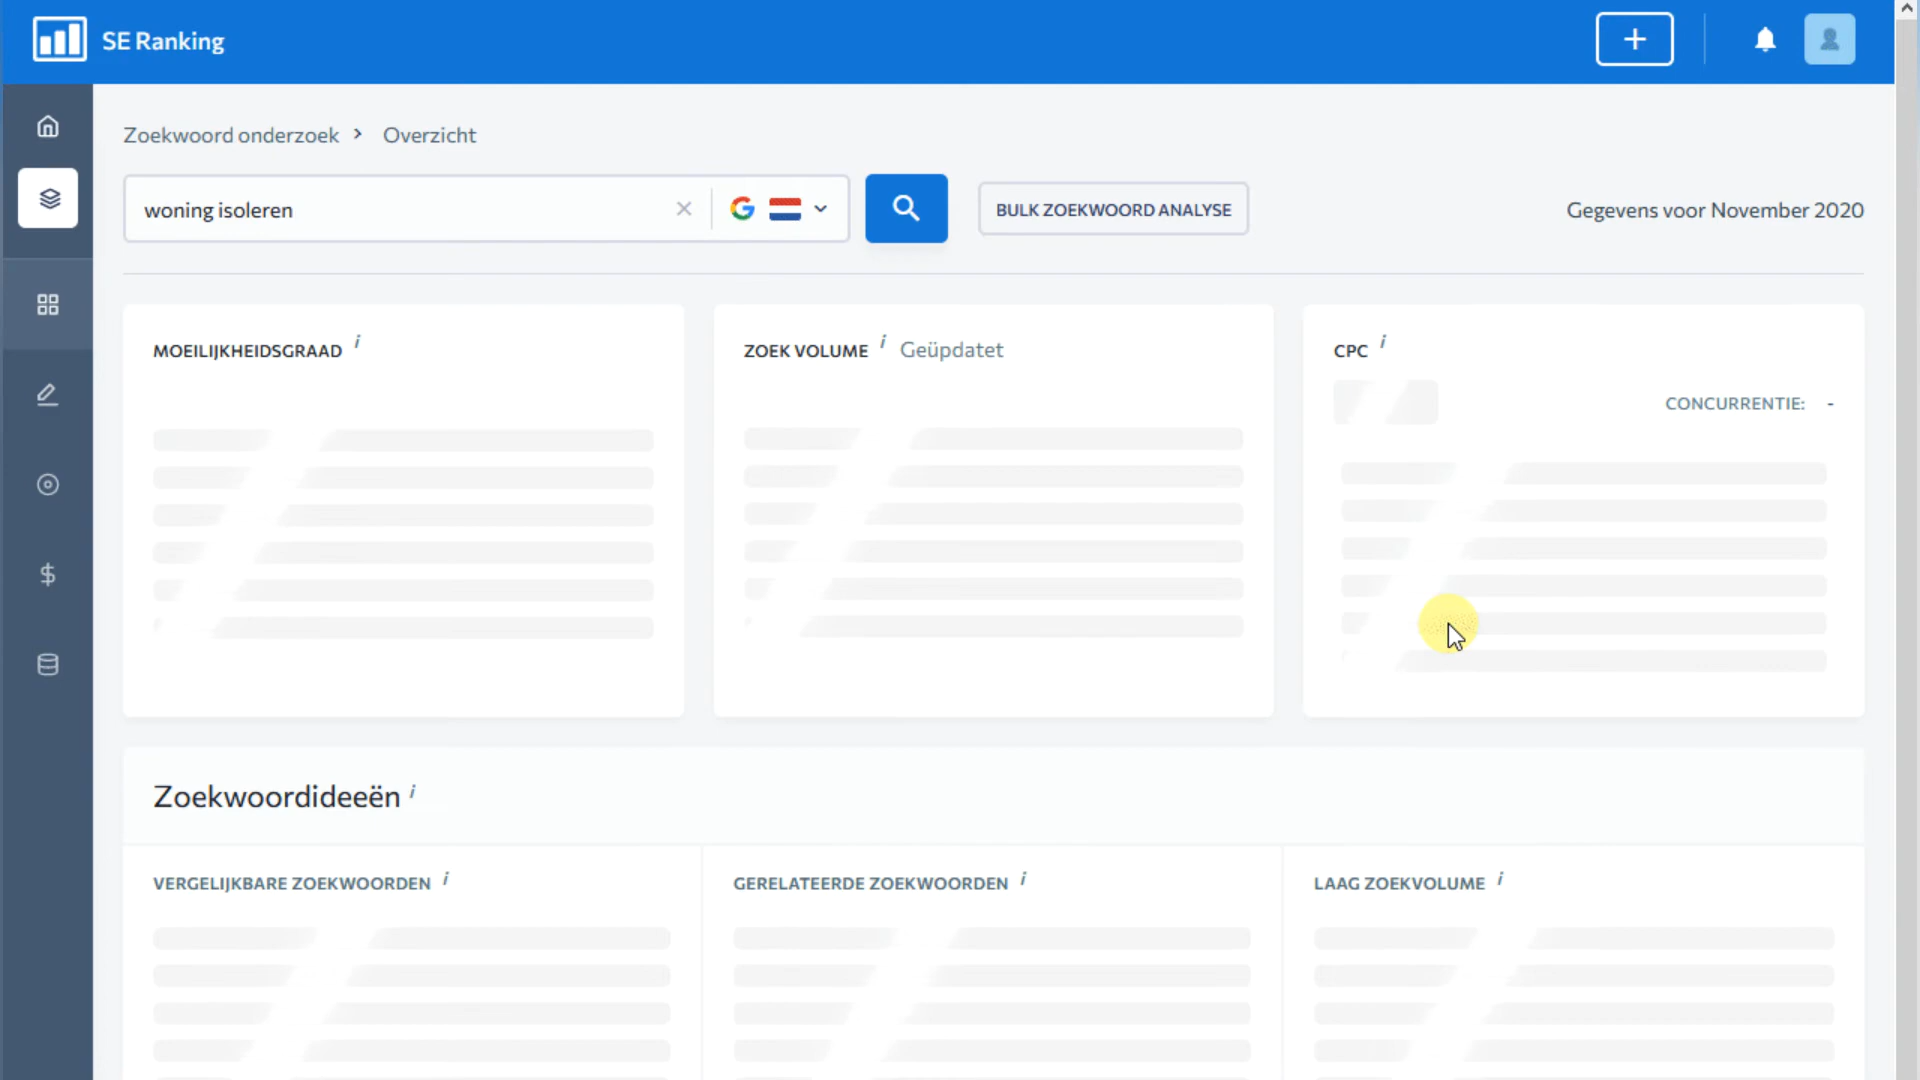 SE Ranking
Zoekwoord onderzoek > Overzicht
woning isoleren
BULK ZOEKWOORD ANALYSE
Gegevens voor November 2020
MOEILIJKHEIDSGRAAD i
ZOEK VOLUME i Geüpdatet
CPC i
CONCURRENTIE: -
Zoekwoordideeën i
VERGELIJKBARE ZOEKWOORDEN i
GERELATEERDE ZOEKWOORDEN i
LAAG ZOEKVOLUME i